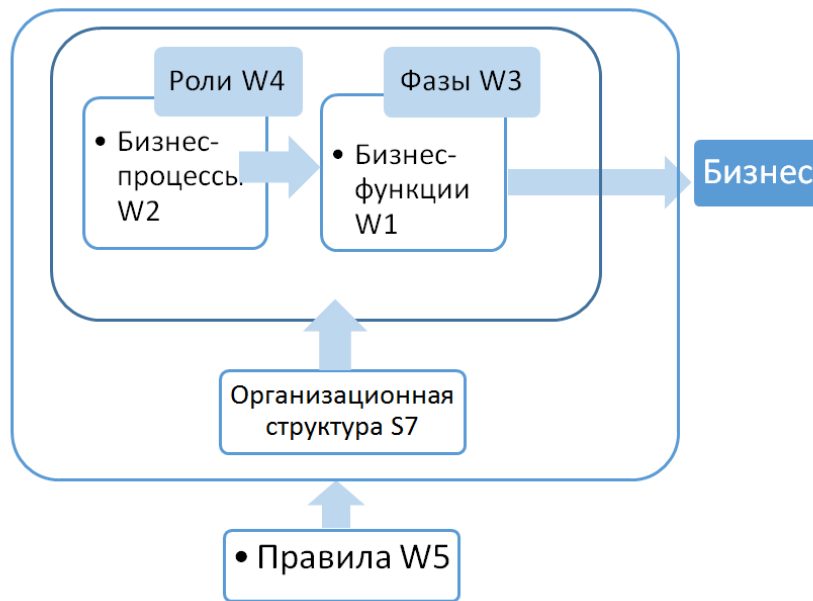 Роли W4
Фазы W3
• Бизнес-
процессы
W2
• Бизнес-
функции
W1
Бизнес
Организационная
структура S7
• Правила W5